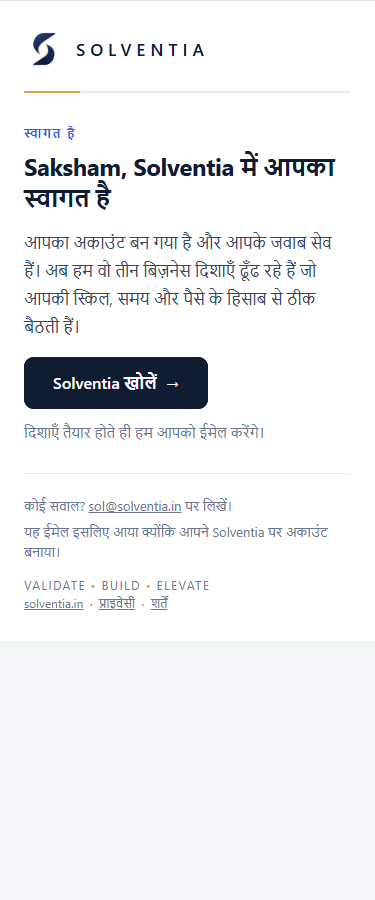 SOLVENTIA
स्वागत है
Saksham, Solventia में आपका
स्वागत है
आपका अकाउंट बन गया है और आपके जवाब सेव
हैं। अब हम वो तीन बिज़नेस दिशाएँ ढूँढ रहे हैं जो
आपकी स्किल, समय और पैसे के हिसाब से ठीक
बैठती हैं।
Solventia खोलें →
दिशाएँ तैयार होते ही हम आपको ईमेल करेंगे।
कोई सवाल? sol@solventia.in पर लिखें।
यह ईमेल इसलिए आया क्योंकि आपने Solventia पर अकाउंट
बनाया।
VALIDATE • BUILD • ELEVATE
solventia.in · प्राइवेसी · शर्तें